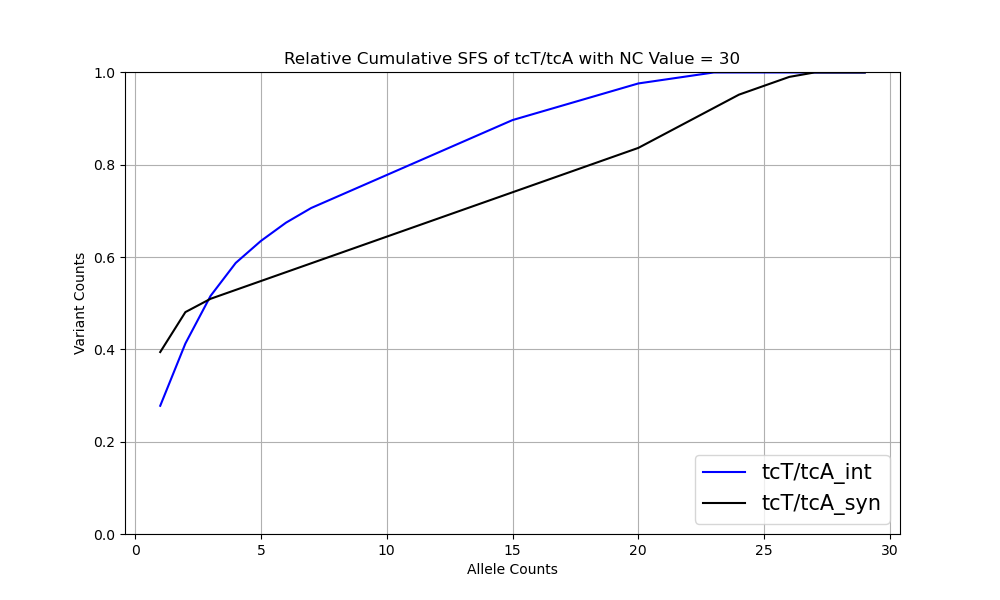 Relative Cumulative SFS of tcT/tcA with NC Value = 30
Variant Counts
1.0
0.8
0.6
0.4
0.2
0.0
0 5 10 15 20 25 30
Allele Counts
tcT/tcA_int
tcT/tcA_syn